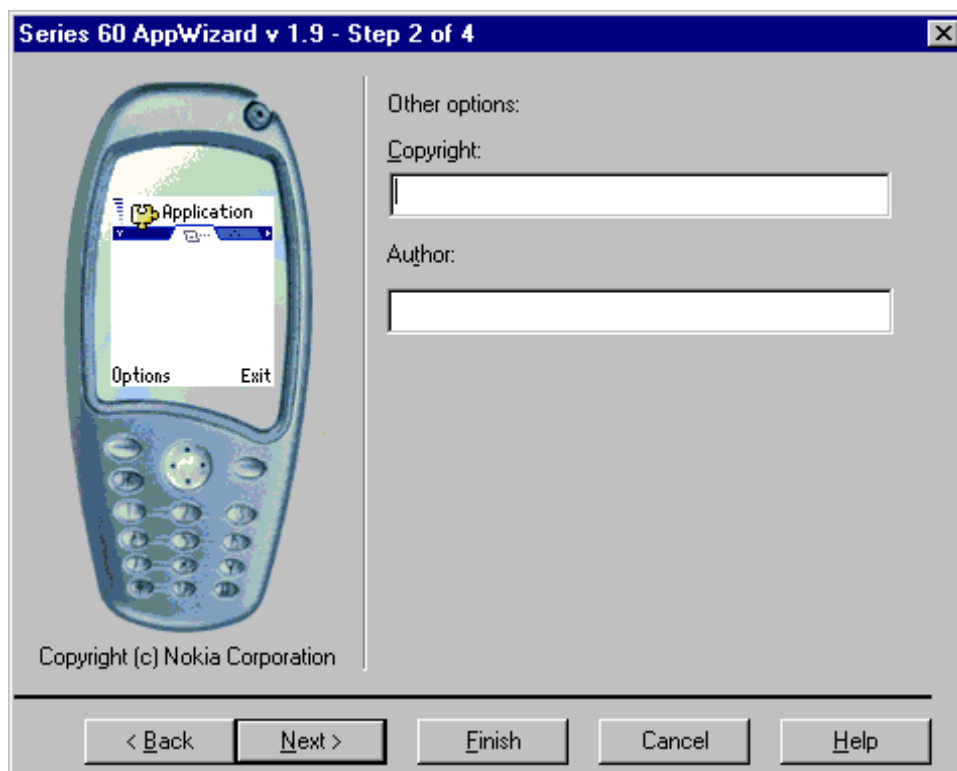 Series 60 AppWizard v 1.9 - Step 2 of 4
Other options:
Copyright:
Author:
Application
Options Exit
Copyright (c) Nokia Corporation
< Back Next > Finish Cancel Help